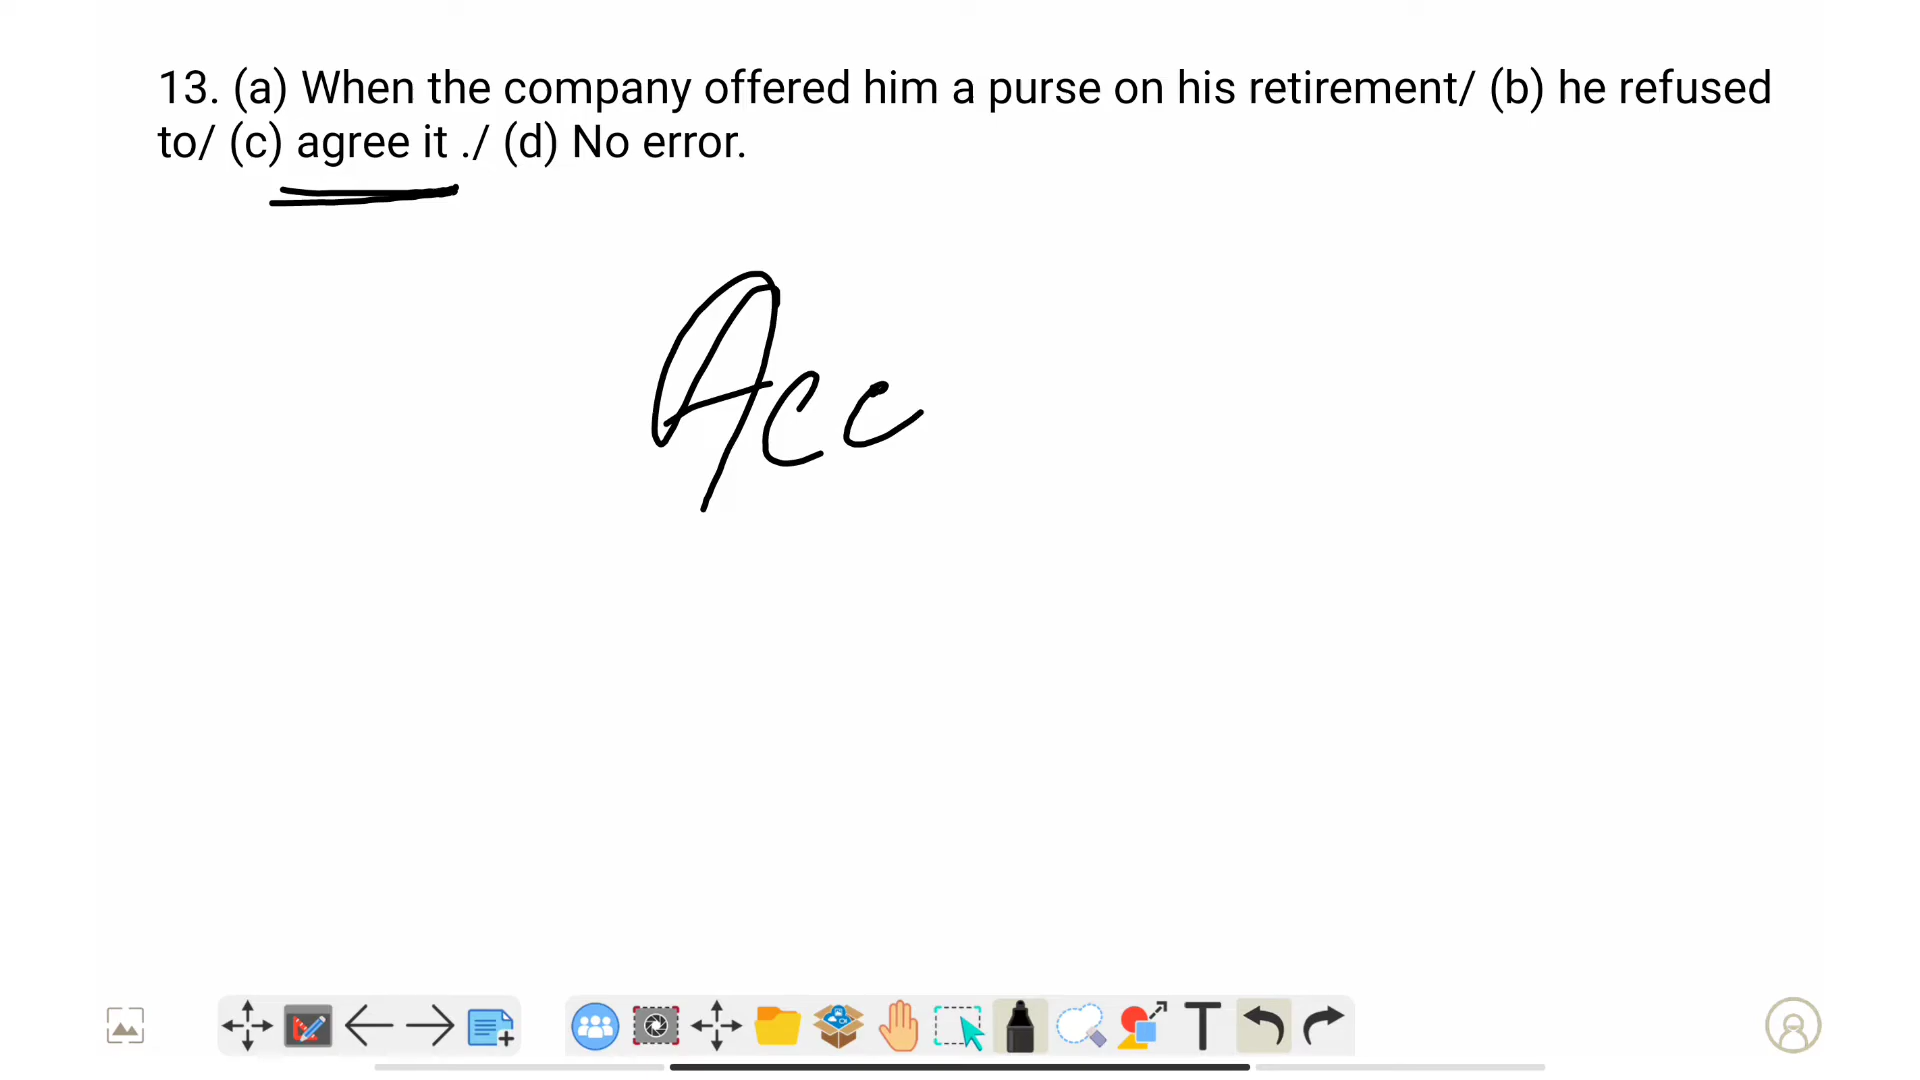 13. (a) When the company offered him a purse on his retirement/ (b) he refused
to/ (c) agree it ./ (d) No error.
Acc